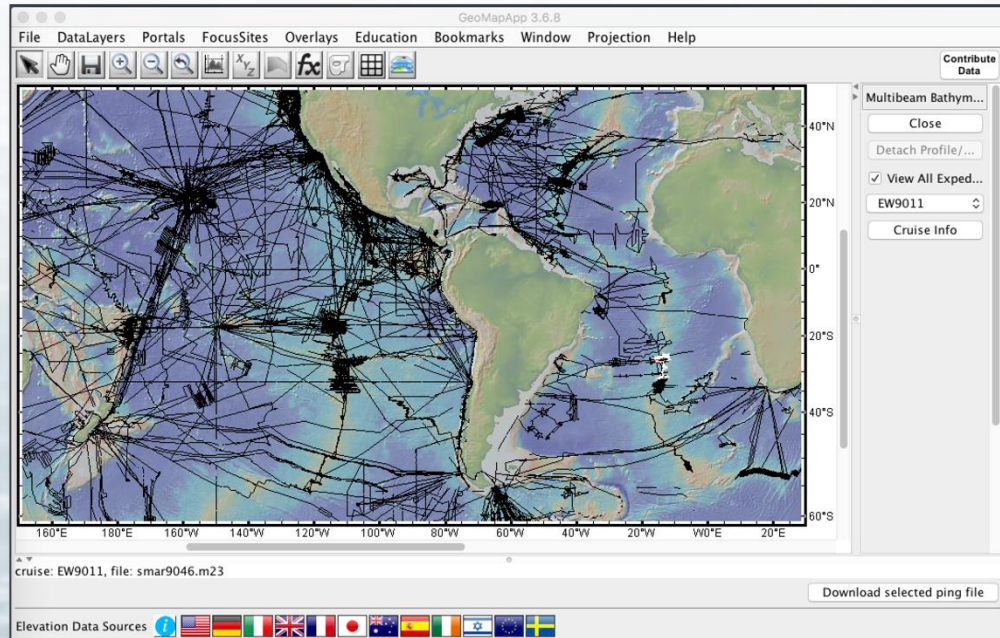 GeoMapApp 3.6.8
File DataLayers Portals FocusSites Overlays Education Bookmarks Window Projection Help
X Y Z fx
Contribute Data
Multibeam Bathym...
Close
Detach Profile/...
View All Exped...
EW9011
Cruise Info
40°N
20°N
0°
20°S
40°S
60°S
160°E 180°E 160°W 140°W 120°W 100°W 80°W 60°W 40°W 20°W W0°E 20°E
cruise: EW9011, file: smar9046.m23
Download selected ping file
Elevation Data Sources i